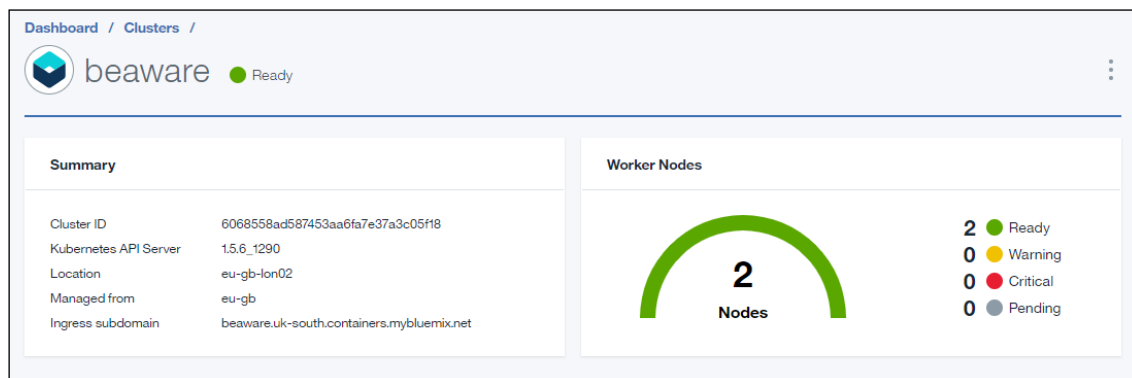 Dashboard / Clusters /
beaware Ready
Summary
Cluster ID 6068558ad587453aa6fa7e37a3c05f18
Kubernetes API Server 1.5.6_1290
Location eu-gb-lon02
Managed from eu-gb
Ingress subdomain beaware.uk-south.containers.mybluemix.net
Worker Nodes
2
Nodes
2 Ready
0 Warning
0 Critical
0 Pending